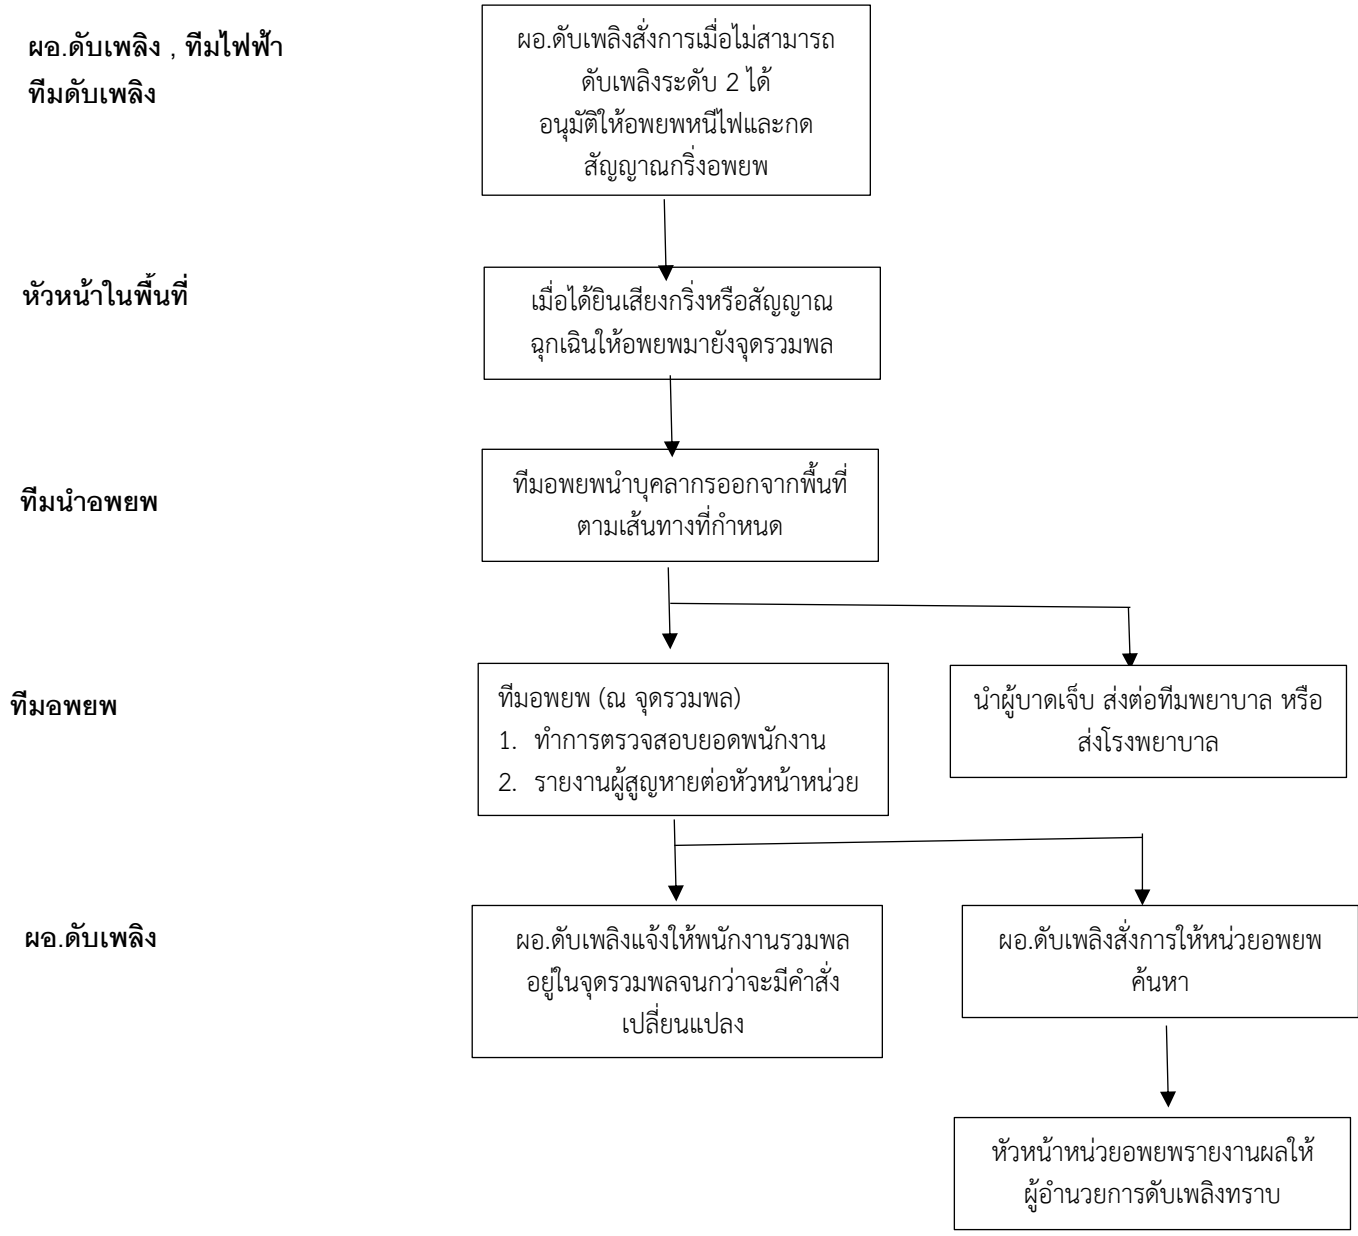 ผอ.ดับเพลิง , ทีมไฟฟ้า
ทีมดับเพลิง
ผอ.ดับเพลิงสั่งการเมื่อไม่สามารถ
ดับเพลิงระดับ 2 ได้
อนุมัติให้อพยพหนีไฟและกด
สัญญาณกริ่งอพยพ
หัวหน้าในพื้นที่
เมื่อได้ยินเสียงกริ่งหรือสัญญาณ
ฉุกเฉินให้อพยพมายังจุดรวมพล
ทีมนำอพยพ
ทีมอพยพนำบุคลากรออกจากพื้นที่
ตามเส้นทางที่กำหนด
ทีมอพยพ
ทีมอพยพ (ณ จุดรวมพล)
1. ทำการตรวจสอบยอดพนักงาน
2. รายงานผู้สูญหายต่อหัวหน้าหน่วย
นำผู้บาดเจ็บ ส่งต่อทีมพยาบาล หรือ
ส่งโรงพยาบาล
ผอ.ดับเพลิง
ผอ.ดับเพลิงแจ้งให้พนักงานรวมพล
อยู่ในจุดรวมพลจนกว่าจะมีคำสั่ง
เปลี่ยนแปลง
ผอ.ดับเพลิงสั่งการให้หน่วยอพยพ
ค้นหา
หัวหน้าหน่วยอพยพรายงานผลให้
ผู้อำนวยการดับเพลิงทราบ